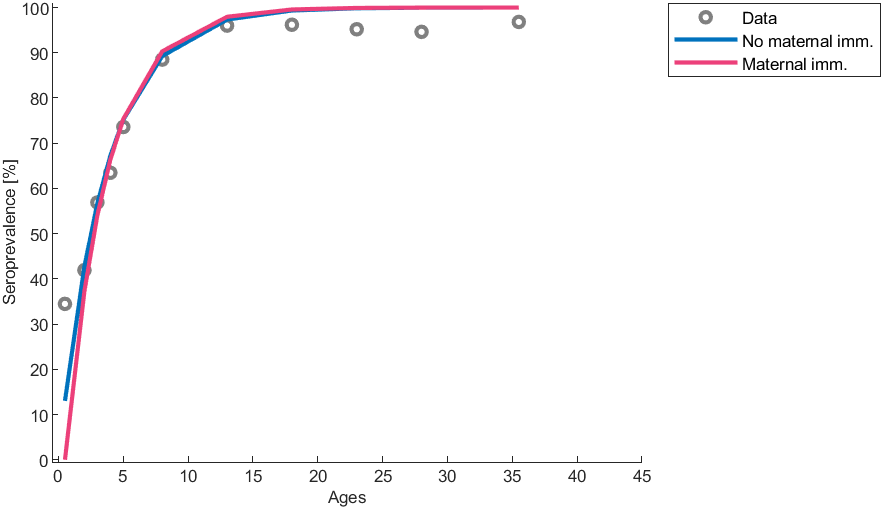 100
90
80
70
60
50
40
30
20
10
0
Seroprevalence [%]
0 5 10 15 20 25 30 35 40 45
Ages
Data
No maternal imm.
Maternal imm.